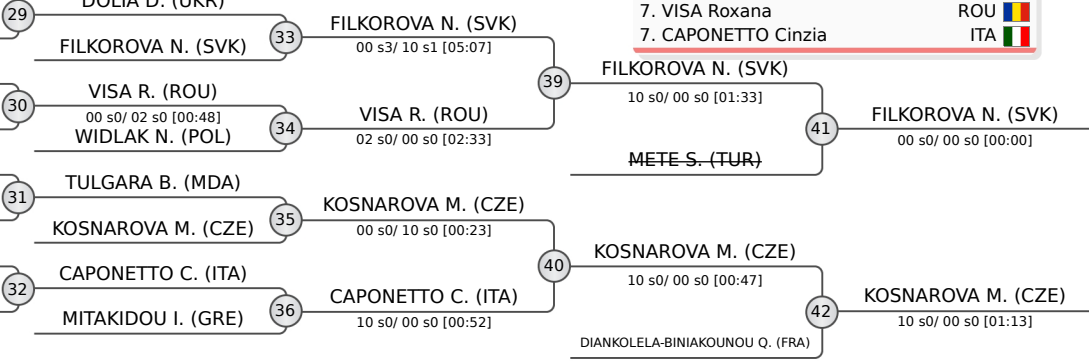 DOLIA D. (UKR)
29
FILKOROVA N. (SVK)
33
FILKOROVA N. (SVK)
00 s3/ 10 s1 [05:07]
7. VISA Roxana ROU
7. CAPONETTO Cinzia ITA
30
VISA R. (ROU)
00 s0/ 02 s0 [00:48]
WIDLAK N. (POL)
34
VISA R. (ROU)
02 s0/ 00 s0 [02:33]
39
FILKOROVA N. (SVK)
10 s0/ 00 s0 [01:33]
METE S. (TUR)
41
FILKOROVA N. (SVK)
00 s0/ 00 s0 [00:00]
31
TULGARA B. (MDA)
KOSNAROVA M. (CZE)
35
KOSNAROVA M. (CZE)
00 s0/ 10 s0 [00:23]
32
CAPONETTO C. (ITA)
MITAKIDOU I. (GRE)
36
CAPONETTO C. (ITA)
10 s0/ 00 s0 [00:52]
40
KOSNAROVA M. (CZE)
10 s0/ 00 s0 [00:47]
DIANKOLELA-BINIAKOUNOU Q. (FRA)
42
KOSNAROVA M. (CZE)
10 s0/ 00 s0 [01:13]